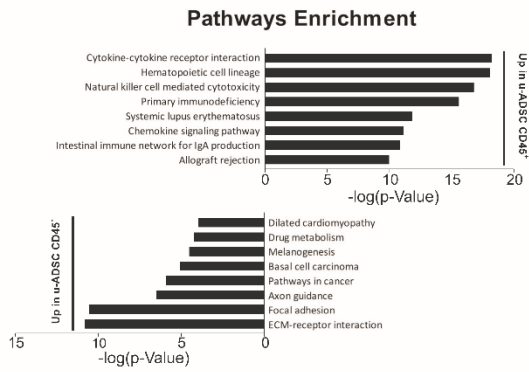 Pathways Enrichment
Cytokine-cytokine receptor interaction
Hematopoietic cell lineage
Natural killer cell mediated cytotoxicity
Primary immunodeficiency
Systemic lupus erythematosus
Chemokine signaling pathway
Intestinal immune network for IgA production
Allograft rejection
0 5 10 15 20
-log(p-Value)
Up in u-ADSC CD45+
Up in u-ADSC CD45-
Dilated cardiomyopathy
Drug metabolism
Melanogenesis
Basal cell carcinoma
Pathways in cancer
Axon guidance
Focal adhesion
ECM-receptor interaction
15 10 5 0
-log(p-Value)